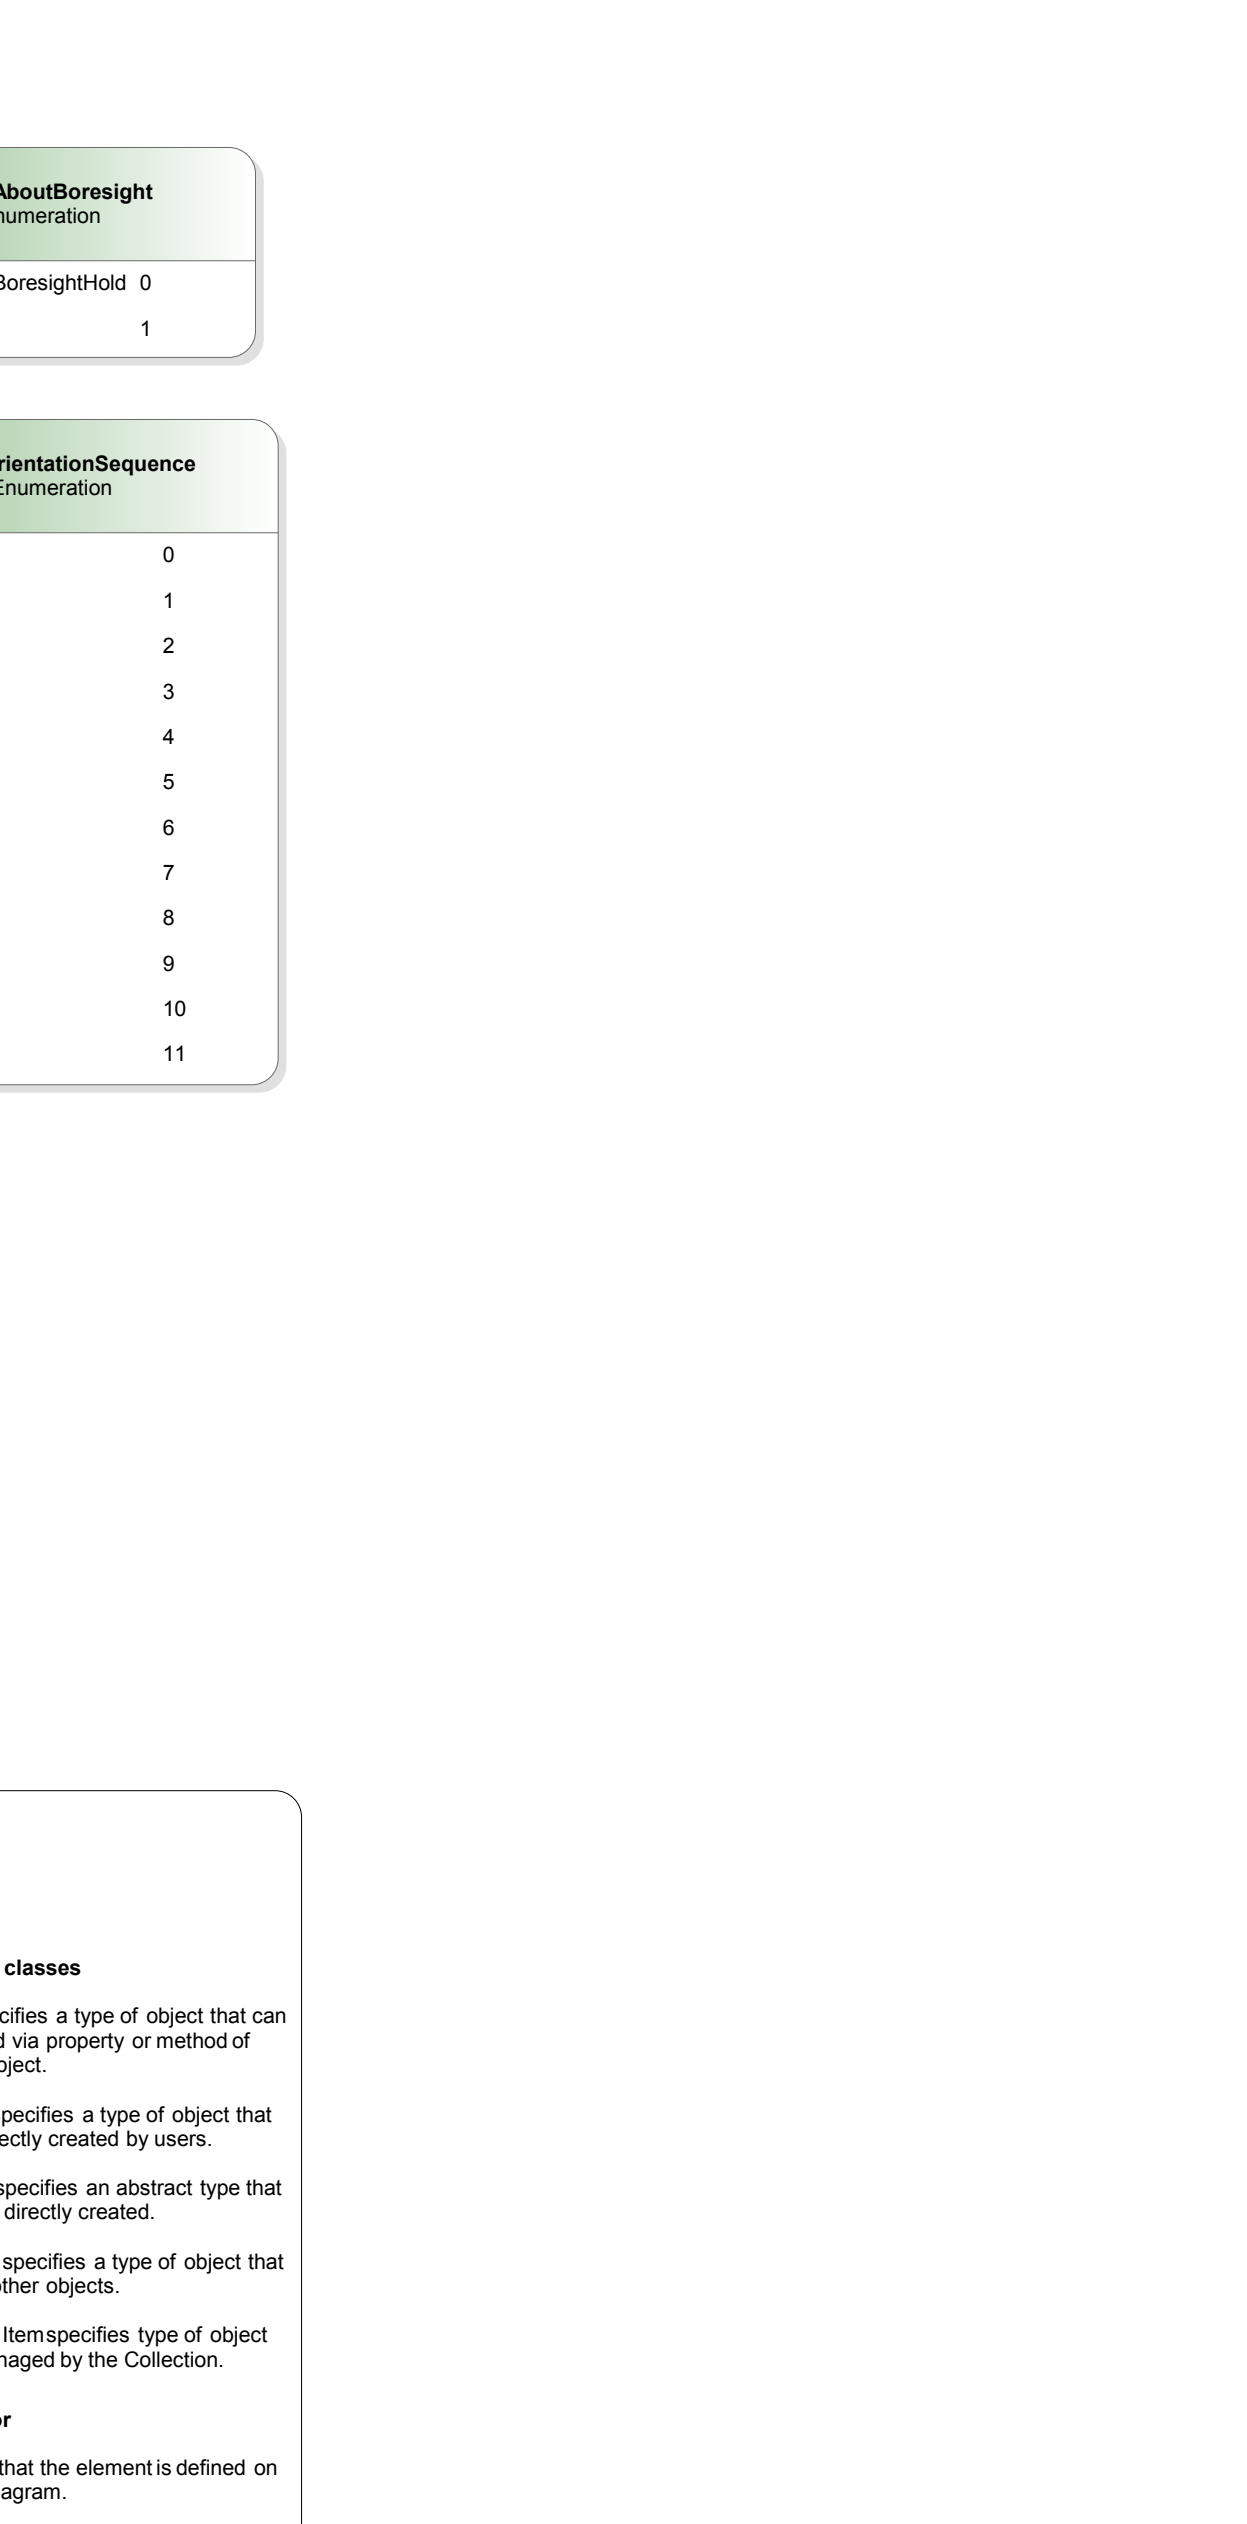 AboutBoresight
numeration
BoresightHold 0
1
rientationSequence
Enumeration
0
1
2
3
4
5
6
7
8
9
10
11
classes
cifies a type of object that can
d via property or method of
bject.
pecifies a type of object that
ectly created by users.
specifies an abstract type that
directly created.
specifies a type of object that
other objects.
Item specifies type of object
naged by the Collection.
or
that the element is defined on
agram.